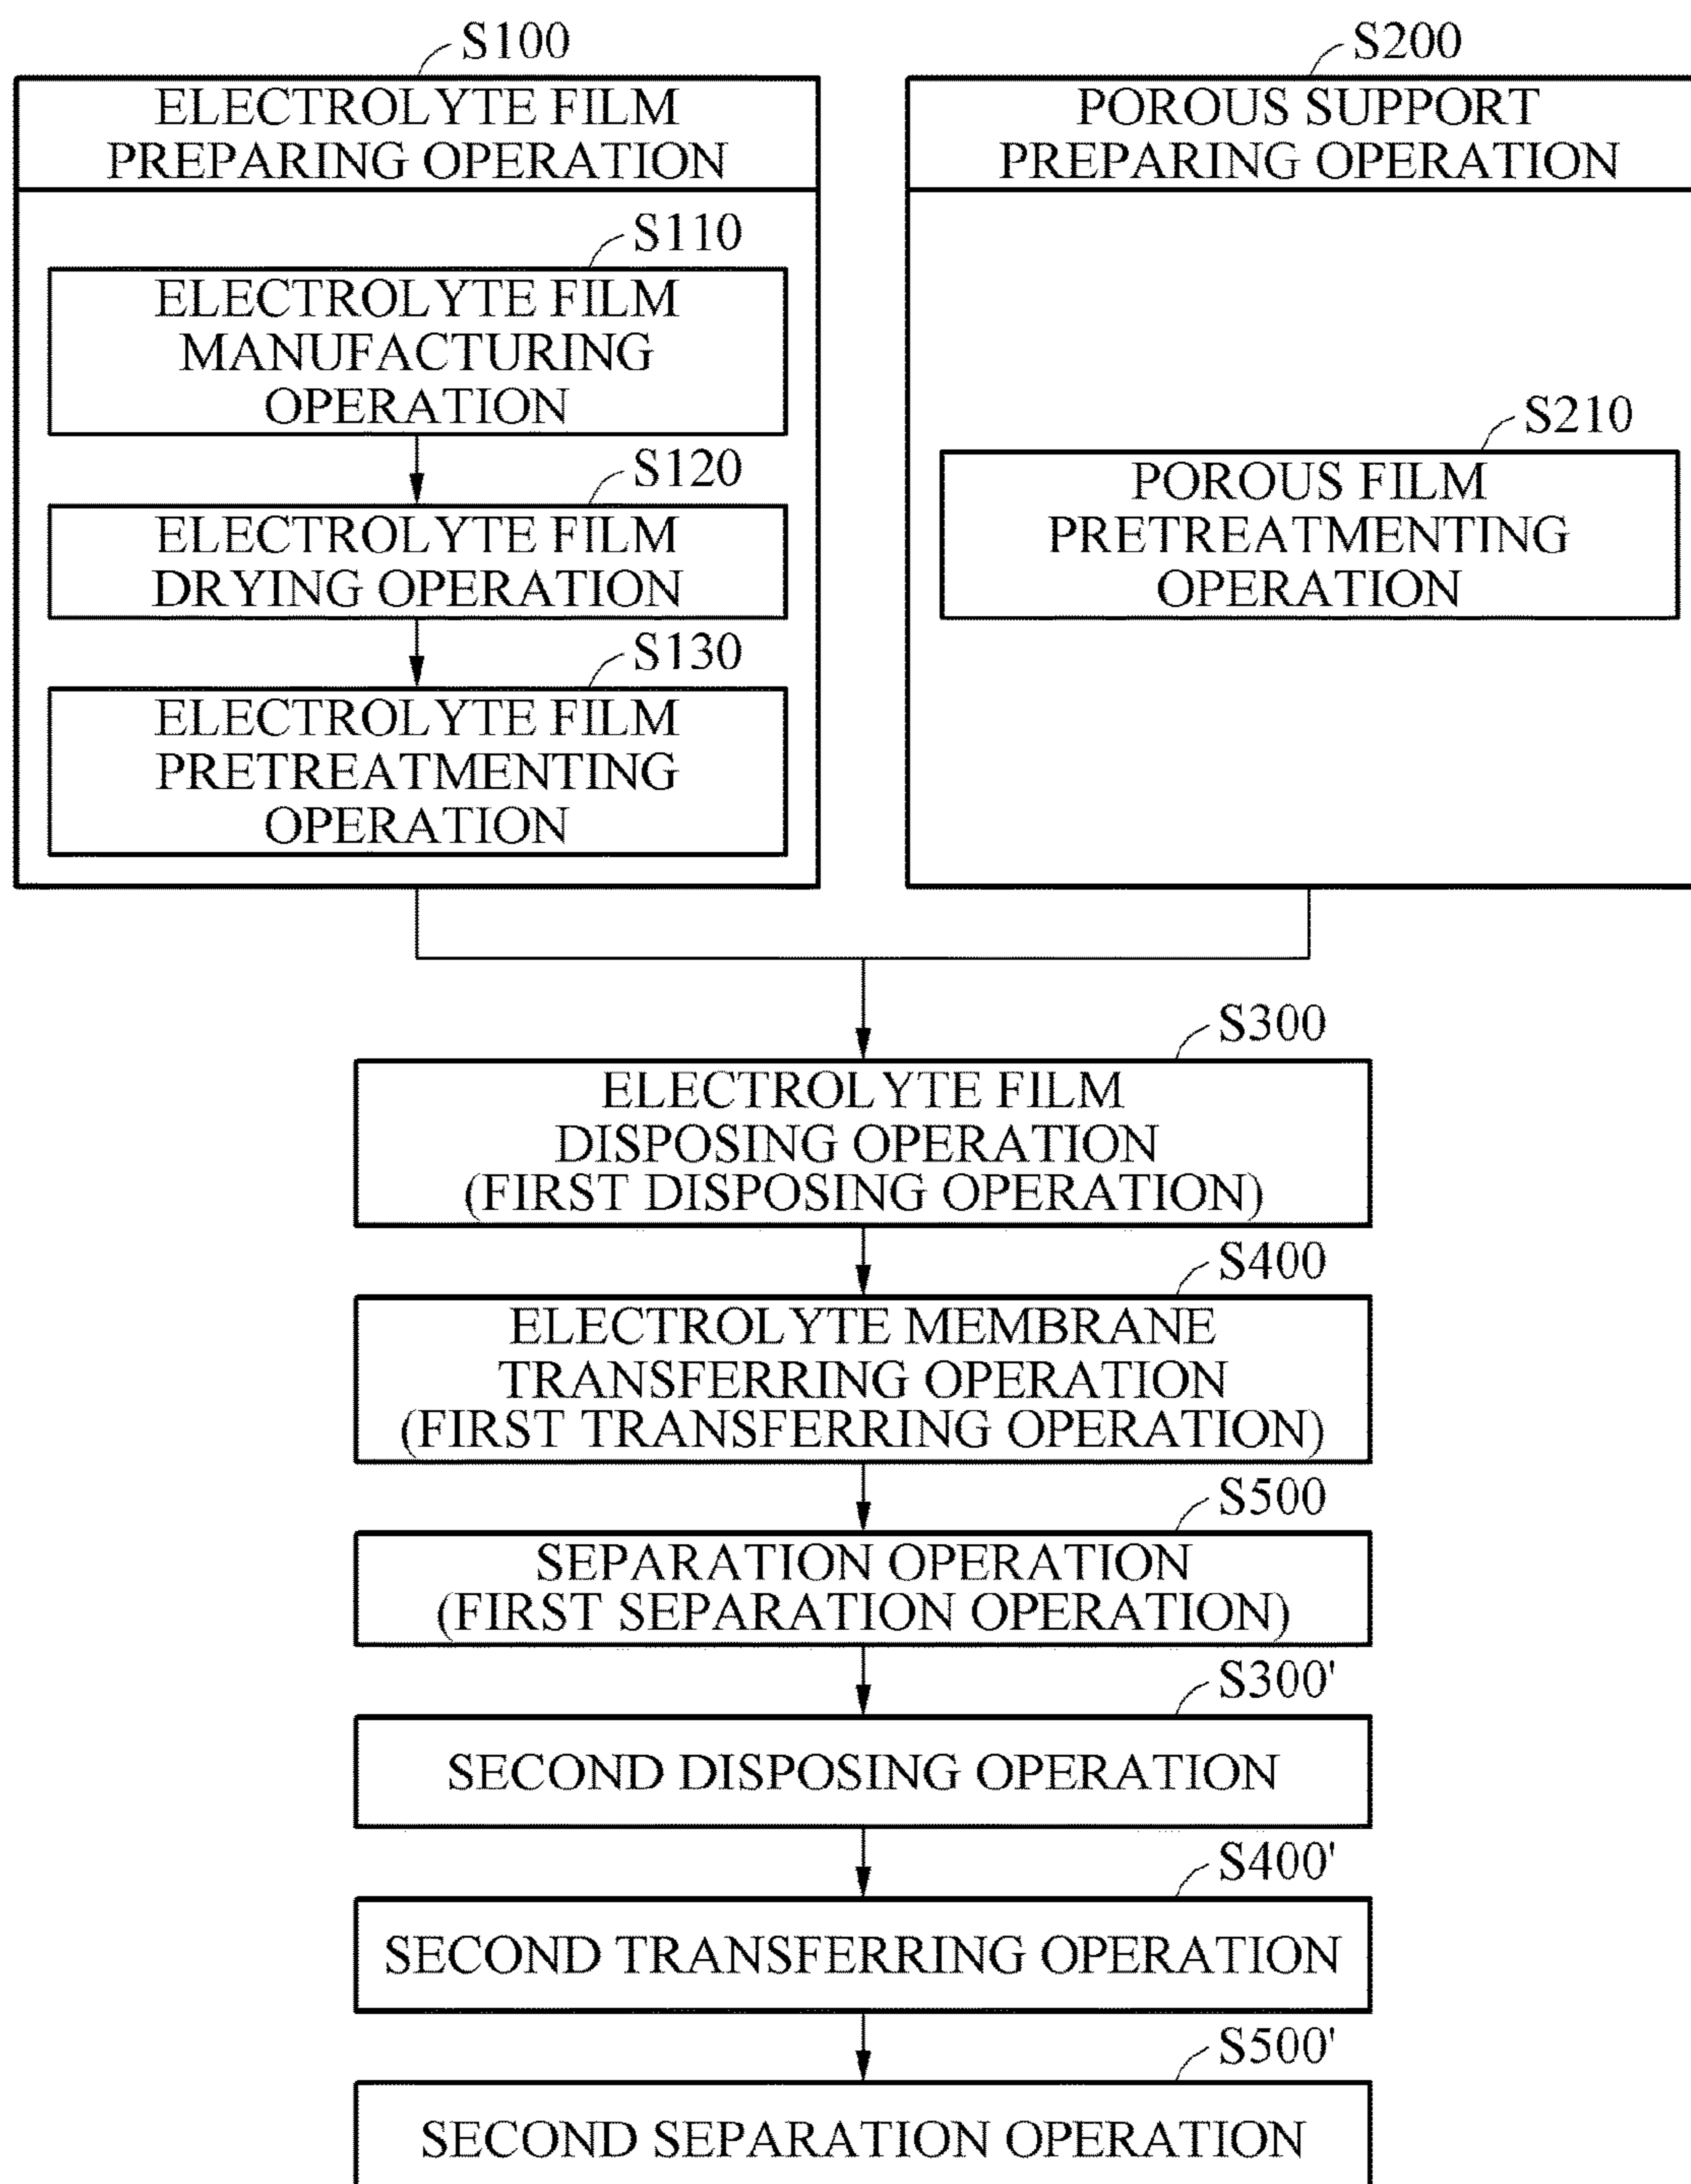 S100
ELECTROLYTE FILM
PREPARING OPERATION
S110
ELECTROLYTE FILM
MANUFACTURING
OPERATION
S120
ELECTROLYTE FILM
DRYING OPERATION
S130
ELECTROLYTE FILM
PRETREATMENTING
OPERATION
S200
POROUS SUPPORT
PREPARING OPERATION
S210
POROUS FILM
PRETREATMENTING
OPERATION
S300
ELECTROLYTE FILM
DISPOSING OPERATION
(FIRST DISPOSING OPERATION)
S400
ELECTROLYTE MEMBRANE
TRANSFERRING OPERATION
(FIRST TRANSFERRING OPERATION)
S500
SEPARATION OPERATION
(FIRST SEPARATION OPERATION)
S300'
SECOND DISPOSING OPERATION
S400'
SECOND TRANSFERRING OPERATION
S500'
SECOND SEPARATION OPERATION